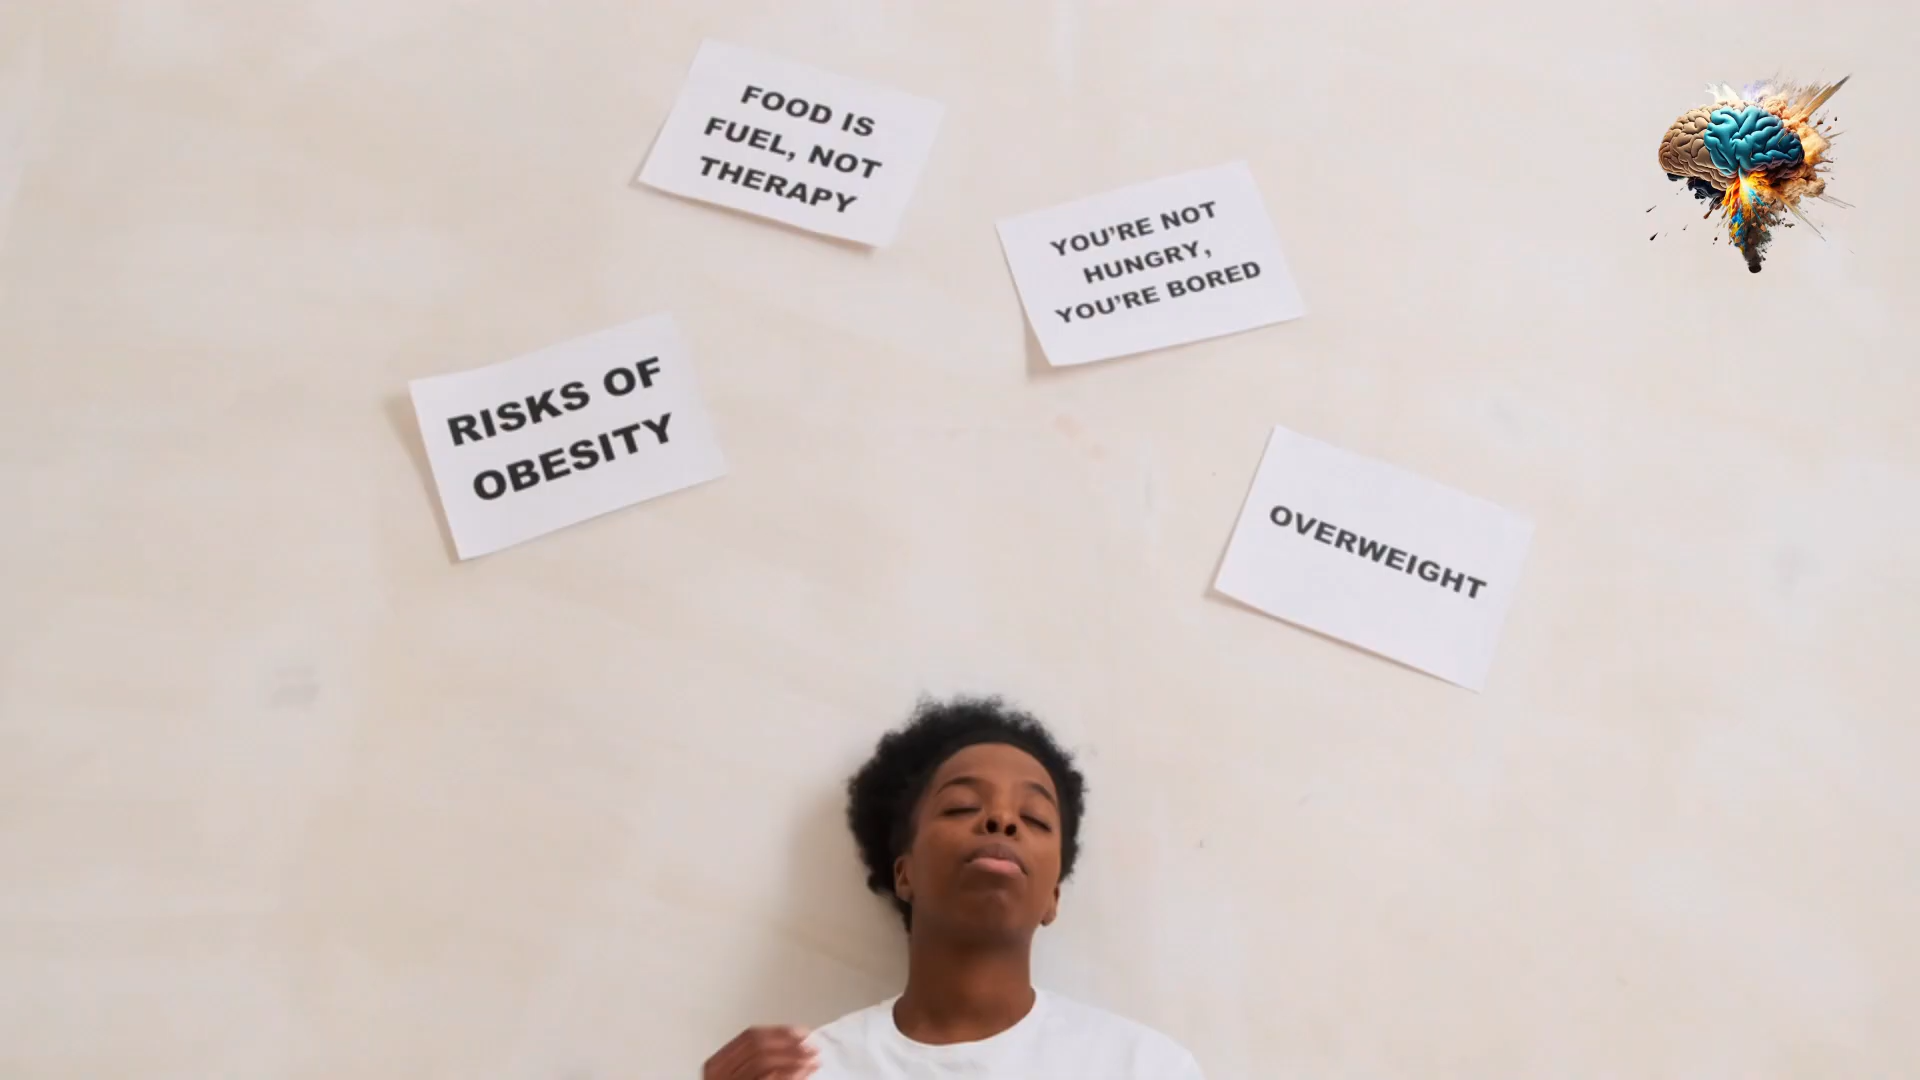 FOOD IS
FUEL, NOT
THERAPY
YOU'RE NOT
HUNGRY,
YOU'RE BORED
RISKS OF
OBESITY
OVERWEIGHT